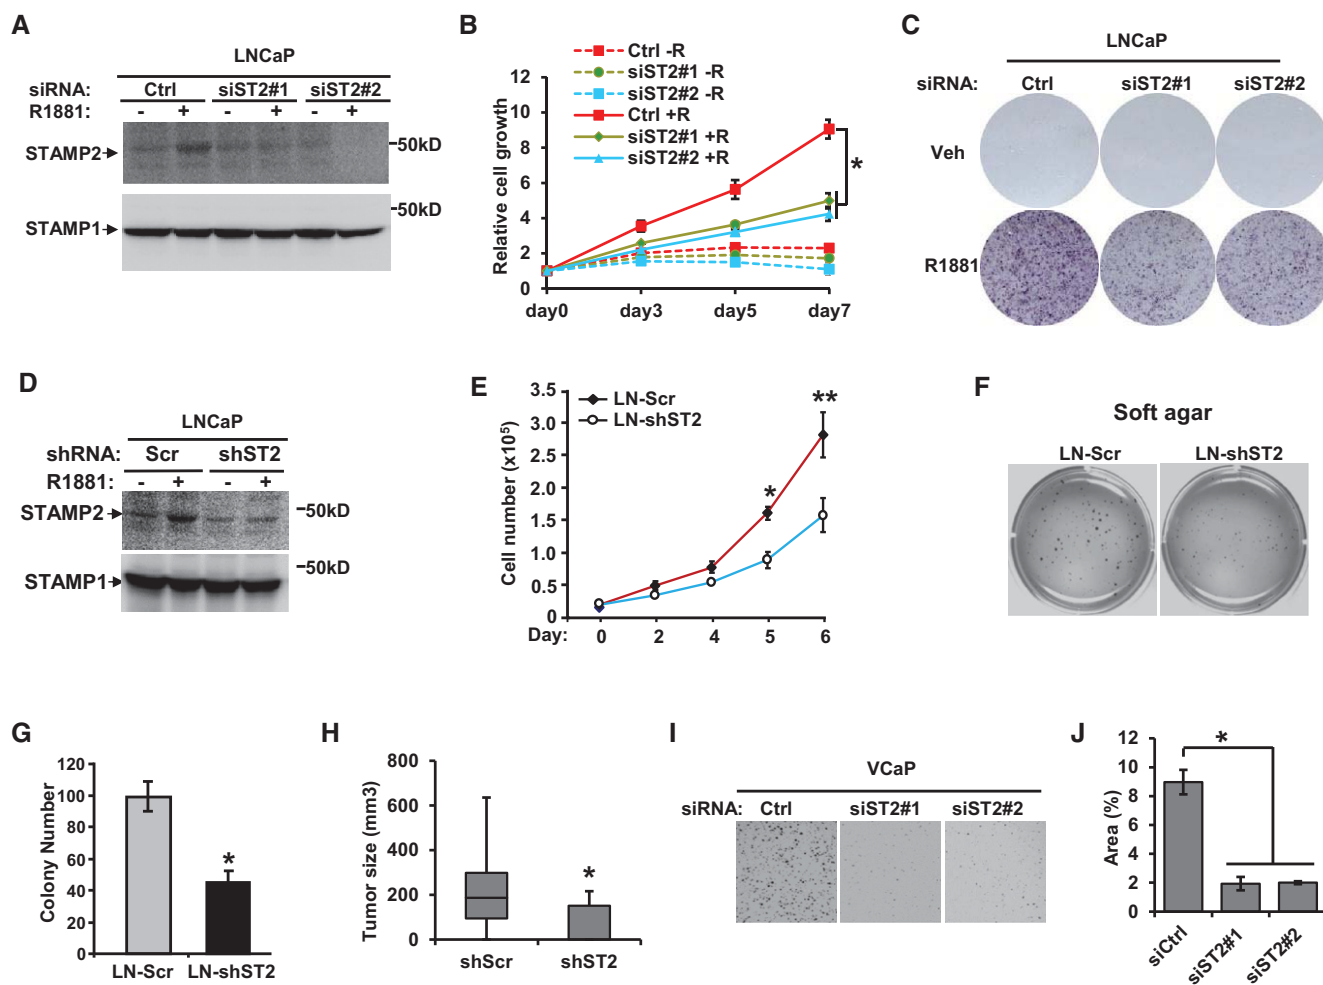 A
LNCaP
siRNA: Ctrl siST2#1 siST2#2
R1881: - + - + - +
STAMP2
50kD
STAMP1
50kD
B
Ctrl -R
siST2#1 -R
siST2#2 -R
Ctrl +R
siST2#1 +R
siST2#2 +R
Relative cell growth
12
10
8
6
4
2
0
day0 day3 day5 day7
*
C
LNCaP
siRNA: Ctrl siST2#1 siST2#2
Veh
R1881
D
LNCaP
shRNA: Scr shST2
R1881: - + - +
STAMP2
50kD
STAMP1
50kD
E
LN-Scr
LN-shST2
Cell number (x10⁵)
3.5
3.0
2.5
2.0
1.5
1.0
0.5
0
Day: 0 2 4 5 6
*
**
F
Soft agar
LN-Scr LN-shST2
G
Colony Number
120
100
80
60
40
20
0
*
LN-Scr LN-shST2
H
Tumor size (mm3)
800
600
400
200
0
*
shScr shST2
I
VCaP
siRNA: Ctrl siST2#1 siST2#2
J
Area (%)
12
10
8
6
4
2
0
*
siCtrl
siST2#1
siST2#2